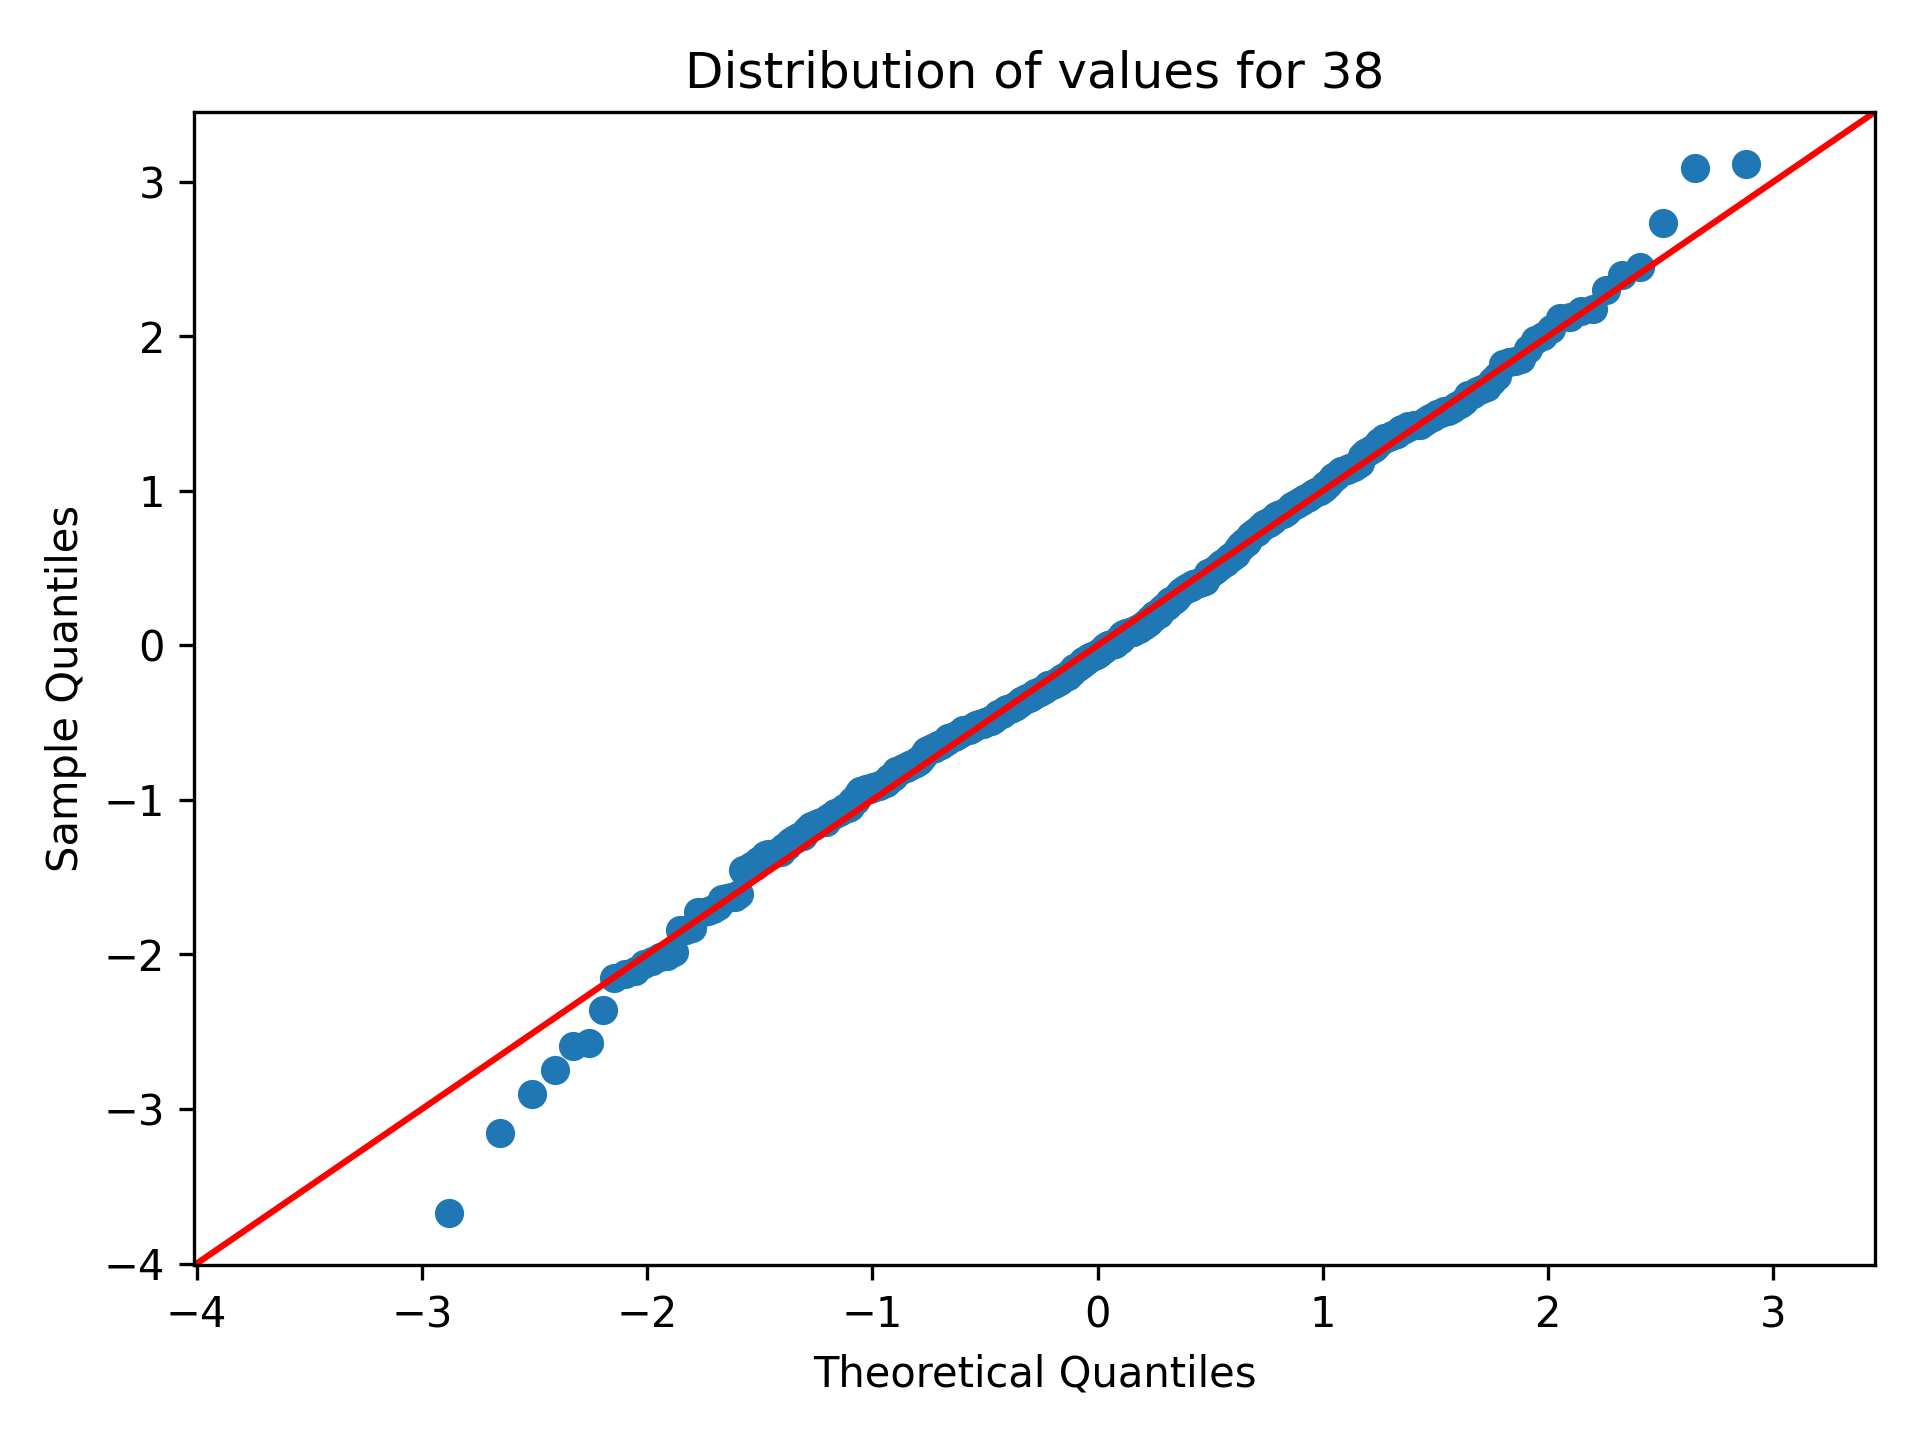 Distribution of values for 38
3
2
1
0
−1
−2
−3
−4
Sample Quantiles
−4 −3 −2 −1 0 1 2 3
Theoretical Quantiles